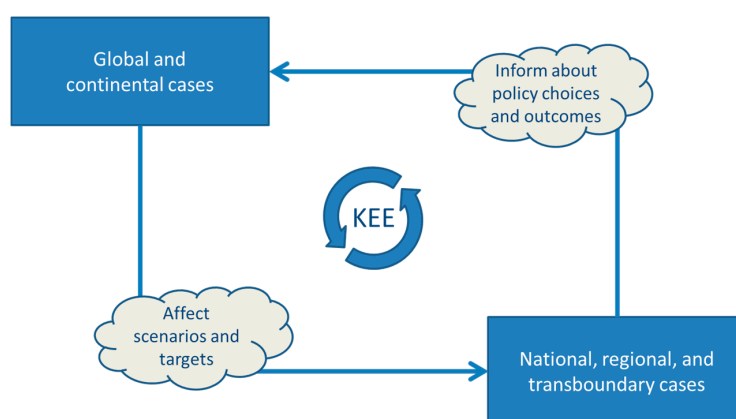 Global and
continental cases
Inform about
policy choices
and outcomes
KEE
Affect
scenarios and
targets
National, regional, and
transboundary cases